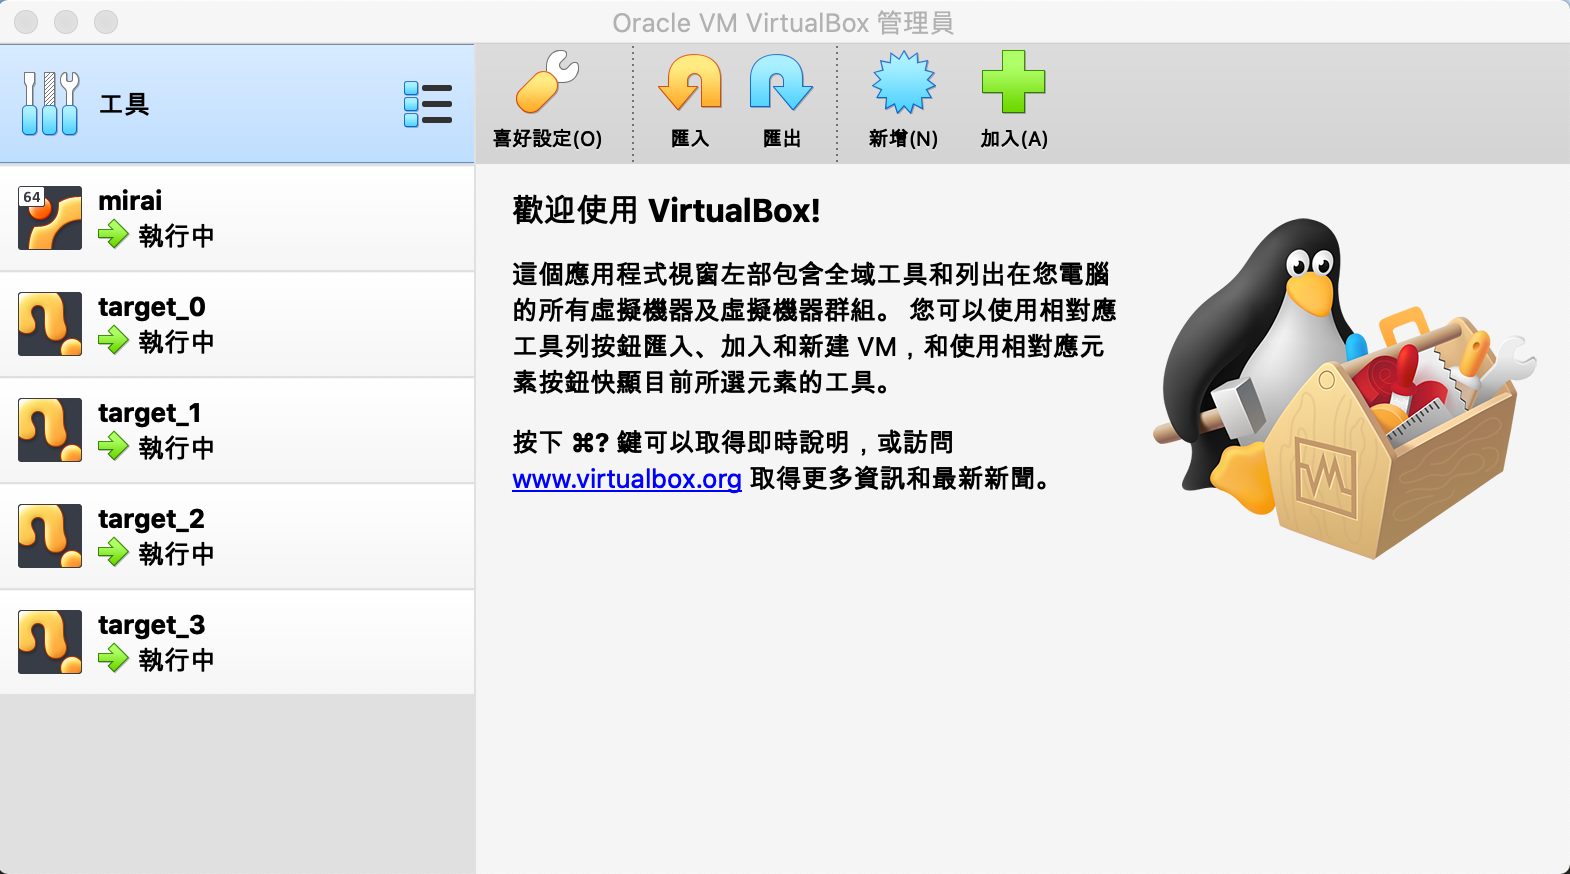 Oracle VM VirtualBox 管理員
工具
喜好設定(O)
匯入
匯出
新增(N)
加入(A)
64
mirai
執行中
target_0
執行中
target_1
執行中
target_2
執行中
target_3
執行中
歡迎使用 VirtualBox!
這個應用程式視窗左部包含全域工具和列出在您電腦
的所有虛擬機器及虛擬機器群組。 您可以使用相對應
工具列按鈕匯入、加入和新建 VM，和使用相對應元
素按鈕快顯目前所選元素的工具。
按下 ⌘? 鍵可以取得即時說明，或訪問
www.virtualbox.org 取得更多資訊和最新新聞。